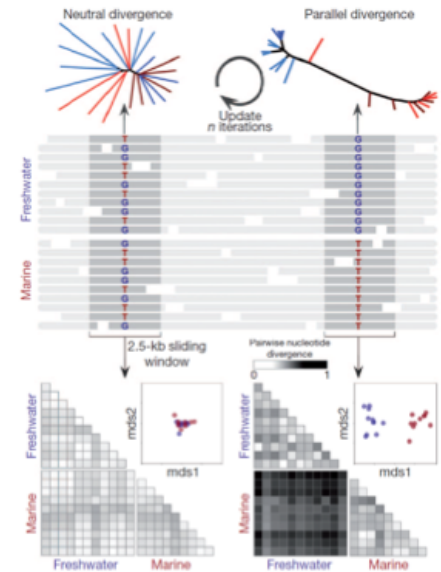 Neutral divergence
Parallel divergence
Update
n iterations
Freshwater
T G
G G
G G
T G
T G
G G
T G
G G
G G
T G
G G
Marine
G T
T T
T T
G T
G T
T T
T T
T T
T T
G T
2.5-kb sliding
window
Pairwise nucleotide
divergence
0 1
Freshwater
Marine
mds2
mds1
Freshwater
Marine
Freshwater
Marine
mds2
mds1
Freshwater
Marine